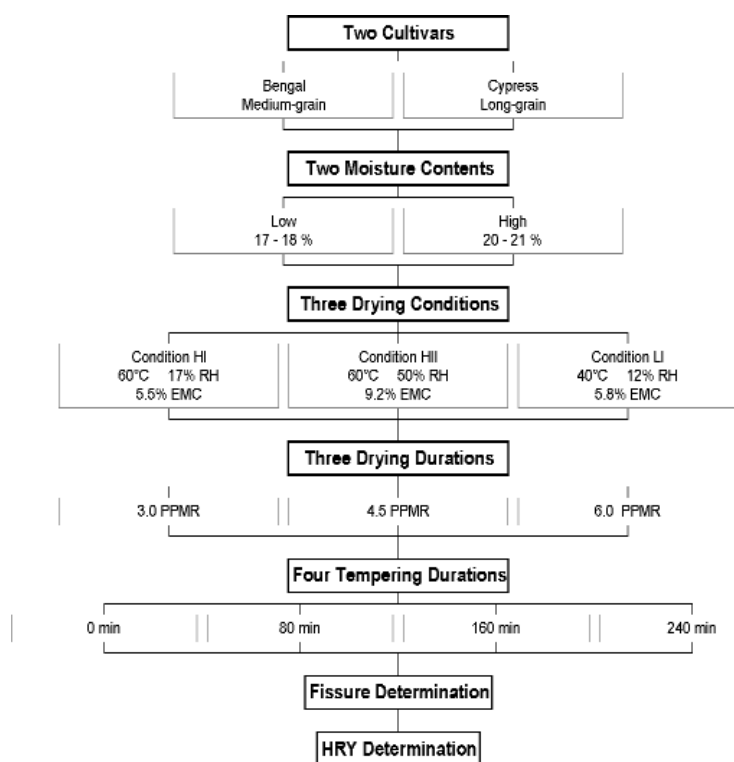 Two Cultivars
Bengal
Medium-grain
Cypress
Long-grain
Two Moisture Contents
Low
17 - 18 %
High
20 - 21 %
Three Drying Conditions
Condition HI
60°C 17% RH
5.5% EMC
Condition HII
60°C 50% RH
9.2% EMC
Condition LI
40°C 12% RH
5.8% EMC
Three Drying Durations
3.0 PPMR
4.5 PPMR
6.0 PPMR
Four Tempering Durations
0 min
80 min
160 min
240 min
Fissure Determination
HRY Determination